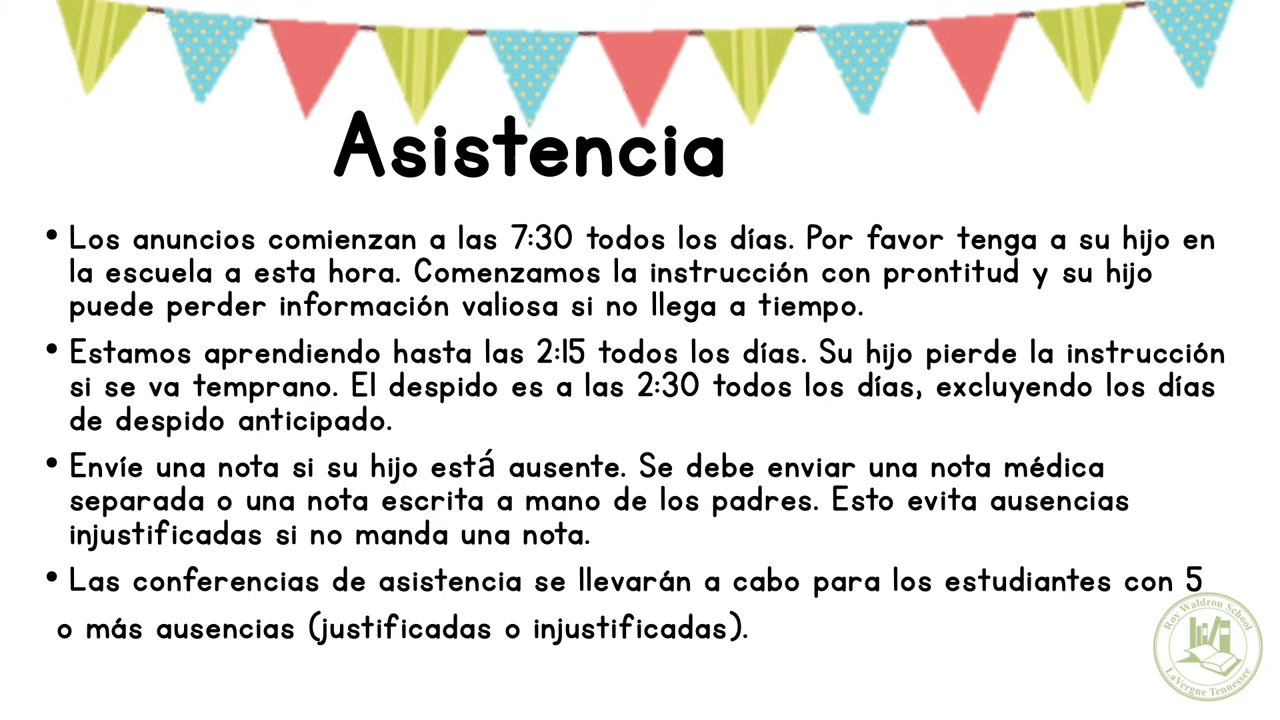 Asistencia
• Los anuncios comienzan a las 7:30 todos los días. Por favor tenga a su hijo en
la escuela a esta hora. Comenzamos la instrucción con prontitud y su hijo
puede perder información valiosa si no llega a tiempo.
• Estamos aprendiendo hasta las 2:15 todos los días. Su hijo pierde la instrucción
si se va temprano. El despido es a las 2:30 todos los días, excluyendo los días
de despido anticipado.
• Envíe una nota si su hijo está ausente. Se debe enviar una nota médica
separada o una nota escrita a mano de los padres. Esto evita ausencias
injustificadas si no manda una nota.
• Las conferencias de asistencia se llevarán a cabo para los estudiantes con 5
o más ausencias (justificadas o injustificadas).
Roy Waldron School
LaVergne Tennessee